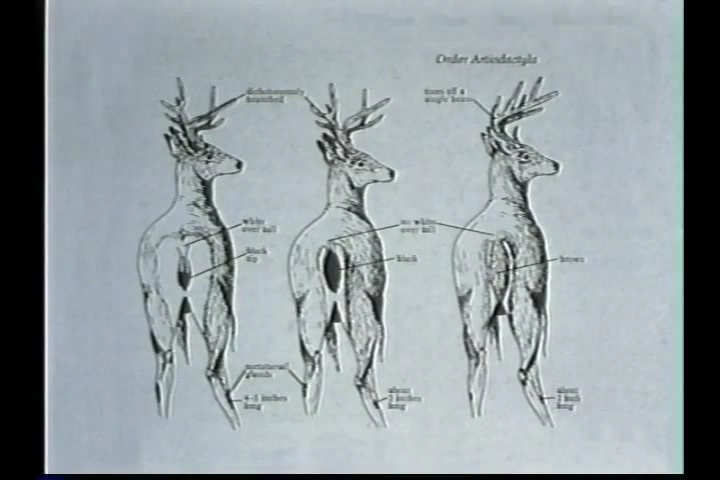 Order Artiodactyla
dichotomously
branched
tines off a
single beam
white
over tail
no white
over tail
black
tip
black
brown
metatarsal
glands
4-5 inches
long
about
3 inches
long
about
1 inch
long